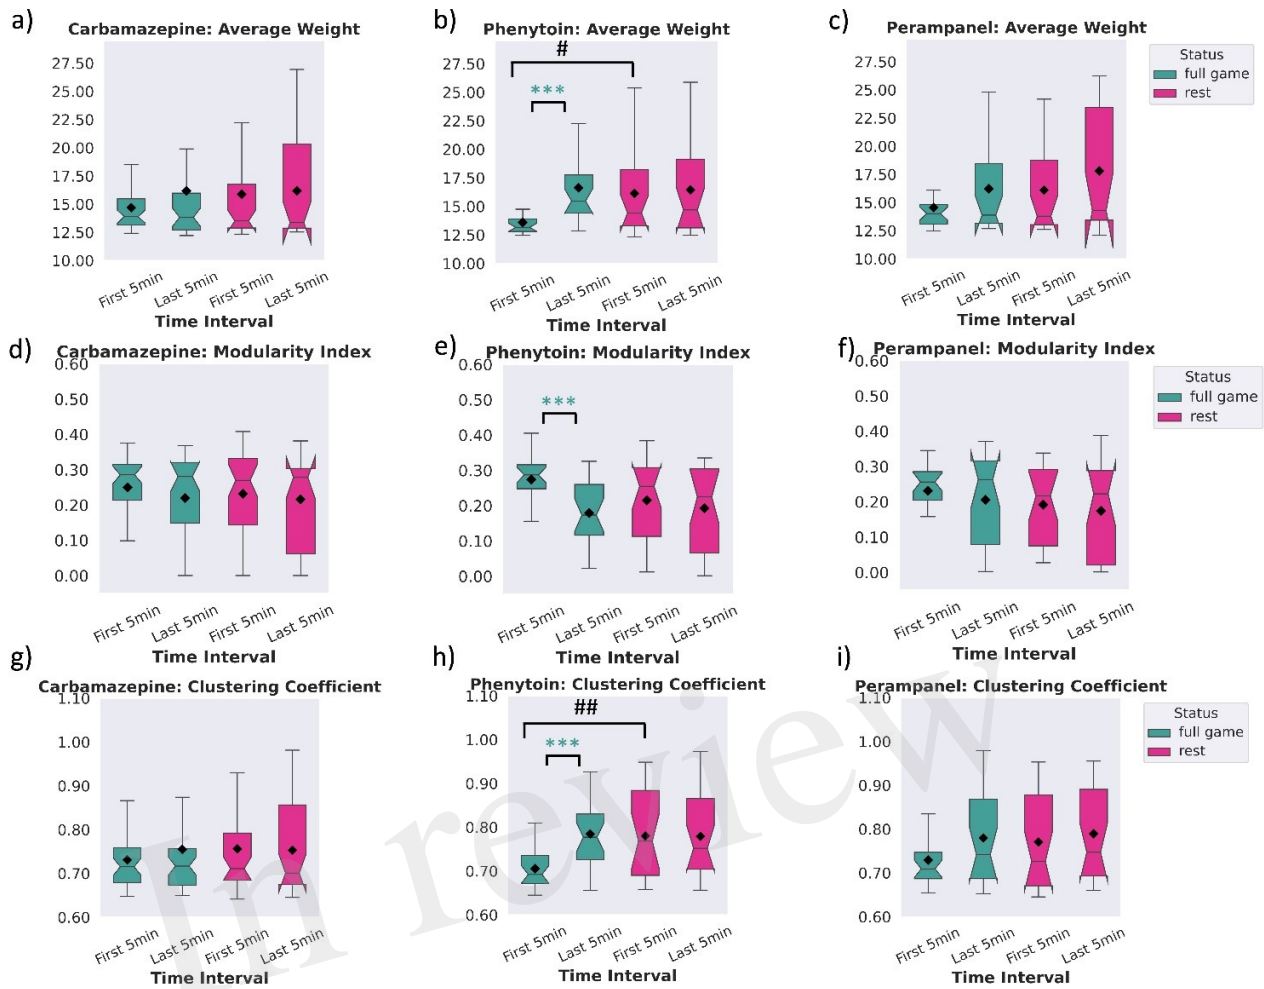 a)
Carbamazepine: Average Weight
27.50
25.00
22.50
20.00
17.50
15.00
12.50
10.00
First 5min
Last 5min
First 5min
Last 5min
Time Interval
b)
Phenytoin: Average Weight
#
***
27.50
25.00
22.50
20.00
17.50
15.00
12.50
10.00
First 5min
Last 5min
First 5min
Last 5min
Time Interval
c)
Perampanel: Average Weight
27.50
25.00
22.50
20.00
17.50
15.00
12.50
10.00
First 5min
Last 5min
First 5min
Last 5min
Time Interval
Status
full game
rest
d)
Carbamazepine: Modularity Index
0.60
0.50
0.40
0.30
0.20
0.10
0.00
First 5min
Last 5min
First 5min
Last 5min
Time Interval
e)
Phenytoin: Modularity Index
***
0.60
0.50
0.40
0.30
0.20
0.10
0.00
First 5min
Last 5min
First 5min
Last 5min
Time Interval
f)
Perampanel: Modularity Index
0.60
0.50
0.40
0.30
0.20
0.10
0.00
First 5min
Last 5min
First 5min
Last 5min
Time Interval
Status
full game
rest
g)
Carbamazepine: Clustering Coefficient
1.10
1.00
0.90
0.80
0.70
0.60
First 5min
Last 5min
First 5min
Last 5min
Time Interval
h)
Phenytoin: Clustering Coefficient
##
***
1.10
1.00
0.90
0.80
0.70
0.60
First 5min
Last 5min
First 5min
Last 5min
Time Interval
i)
Perampanel: Clustering Coefficient
1.10
1.00
0.90
0.80
0.70
0.60
First 5min
Last 5min
First 5min
Last 5min
Time Interval
Status
full game
rest
In review